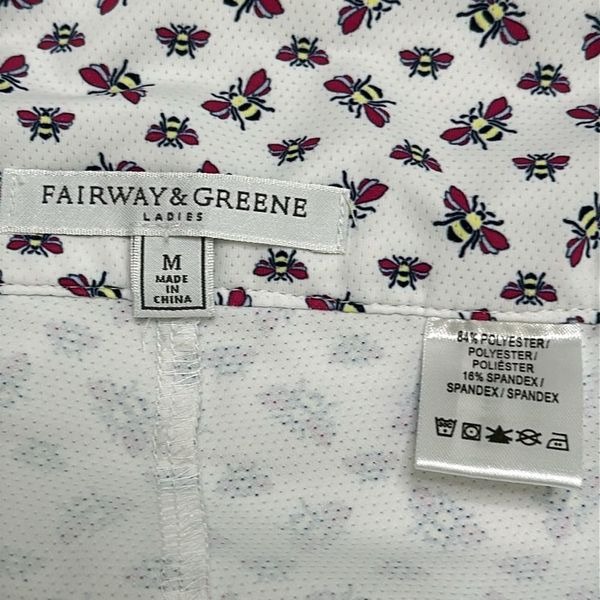 FAIRWAY & GREENE
LADIES
M
MADE
IN
CHINA
84% POLYESTER/
POLYESTER/
POLIÉSTER
16% SPANDEX/
SPANDEX/ SPANDEX